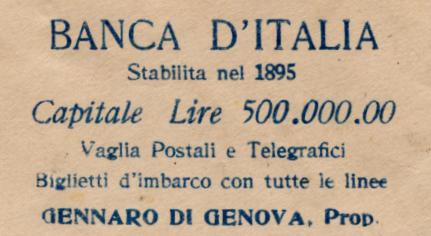 BANCA D'ITALIA
Stabilita nel 1895
Capitale Lire 500.000.00
Vaglia Postali e Telegrafici
Biglietti d'imbarco con tutte le linee
GENNARO DI GENOVA, Prop.